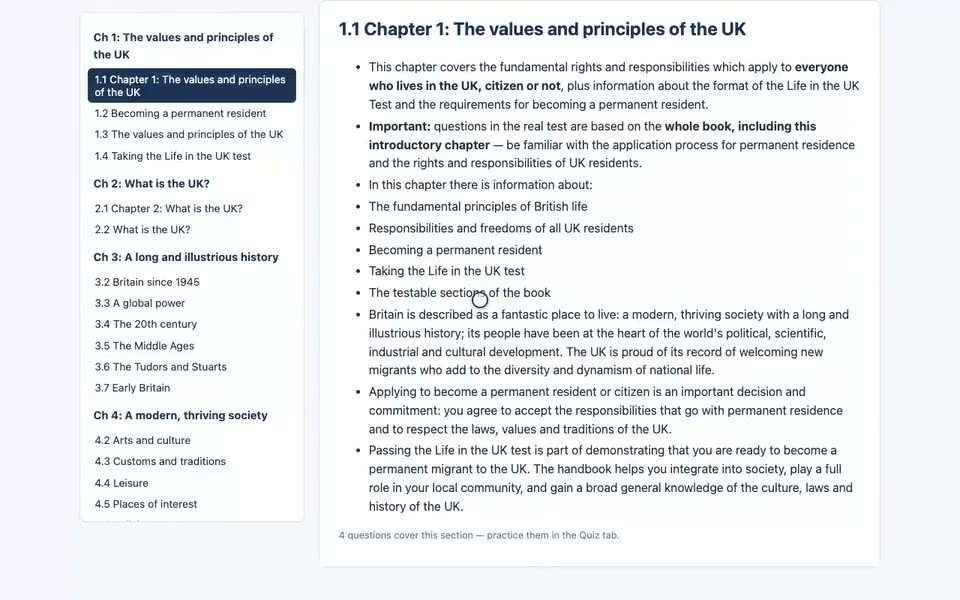 Ch 1: The values and principles of
the UK
1.1 Chapter 1: The values and principles
of the UK
1.2 Becoming a permanent resident
1.3 The values and principles of the UK
1.4 Taking the Life in the UK test
Ch 2: What is the UK?
2.1 Chapter 2: What is the UK?
2.2 What is the UK?
Ch 3: A long and illustrious history
3.2 Britain since 1945
3.3 A global power
3.4 The 20th century
3.5 The Middle Ages
3.6 The Tudors and Stuarts
3.7 Early Britain
Ch 4: A modern, thriving society
4.2 Arts and culture
4.3 Customs and traditions
4.4 Leisure
4.5 Places of interest
1.1 Chapter 1: The values and principles of the UK
• This chapter covers the fundamental rights and responsibilities which apply to everyone
who lives in the UK, citizen or not, plus information about the format of the Life in the UK
Test and the requirements for becoming a permanent resident.
• Important: questions in the real test are based on the whole book, including this
introductory chapter — be familiar with the application process for permanent residence
and the rights and responsibilities of UK residents.
• In this chapter there is information about:
• The fundamental principles of British life
• Responsibilities and freedoms of all UK residents
• Becoming a permanent resident
• Taking the Life in the UK test
• The testable sections of the book
• Britain is described as a fantastic place to live: a modern, thriving society with a long and
illustrious history; its people have been at the heart of the world's political, scientific,
industrial and cultural development. The UK is proud of its record of welcoming new
migrants who add to the diversity and dynamism of national life.
• Applying to become a permanent resident or citizen is an important decision and
commitment: you agree to accept the responsibilities that go with permanent residence
and to respect the laws, values and traditions of the UK.
• Passing the Life in the UK test is part of demonstrating that you are ready to become a
permanent migrant to the UK. The handbook helps you integrate into society, play a full
role in your local community, and gain a broad general knowledge of the culture, laws and
history of the UK.
4 questions cover this section — practice them in the Quiz tab.